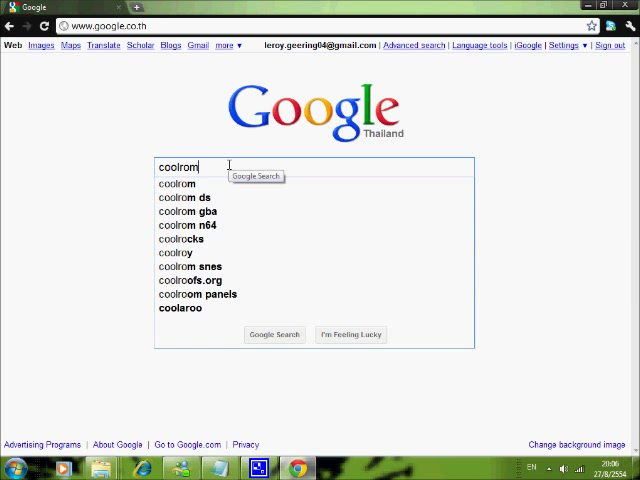 Google
www.google.co.th
Web Images Maps Translate Scholar Blogs Gmail more ▼ leroy.geering04@gmail.com | Advanced search | Language tools | iGoogle | Settings ▼ | Sign out
Google
Thailand
coolrom
Google Search
coolrom
coolrom ds
coolrom gba
coolrom n64
coolrocks
coolroy
coolrom snes
coolroofs.org
coolroom panels
coolaroo
Google Search I'm Feeling Lucky
Advertising Programs | About Google | Go to Google.com | Privacy Change background image
EN 20:06
27/8/2554